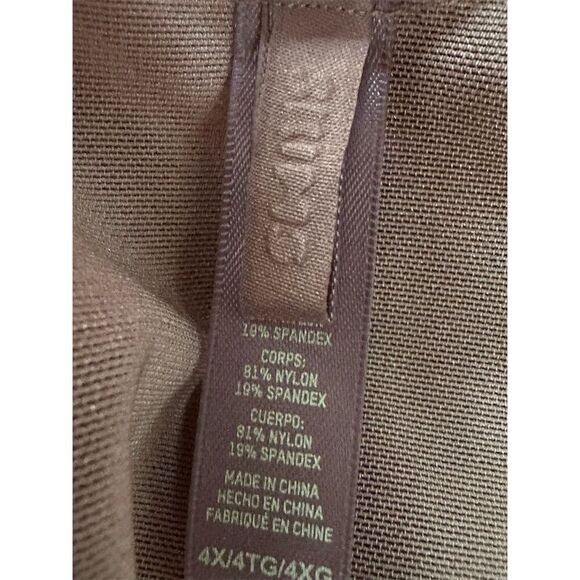 SKIMS
19% SPANDEX
CORPS:
81% NYLON
19% SPANDEX
CUERPO:
81% NYLON
19% SPANDEX
MADE IN CHINA
HECHO EN CHINA
FABRIQUÉ EN CHINE
4X/4TG/4XG